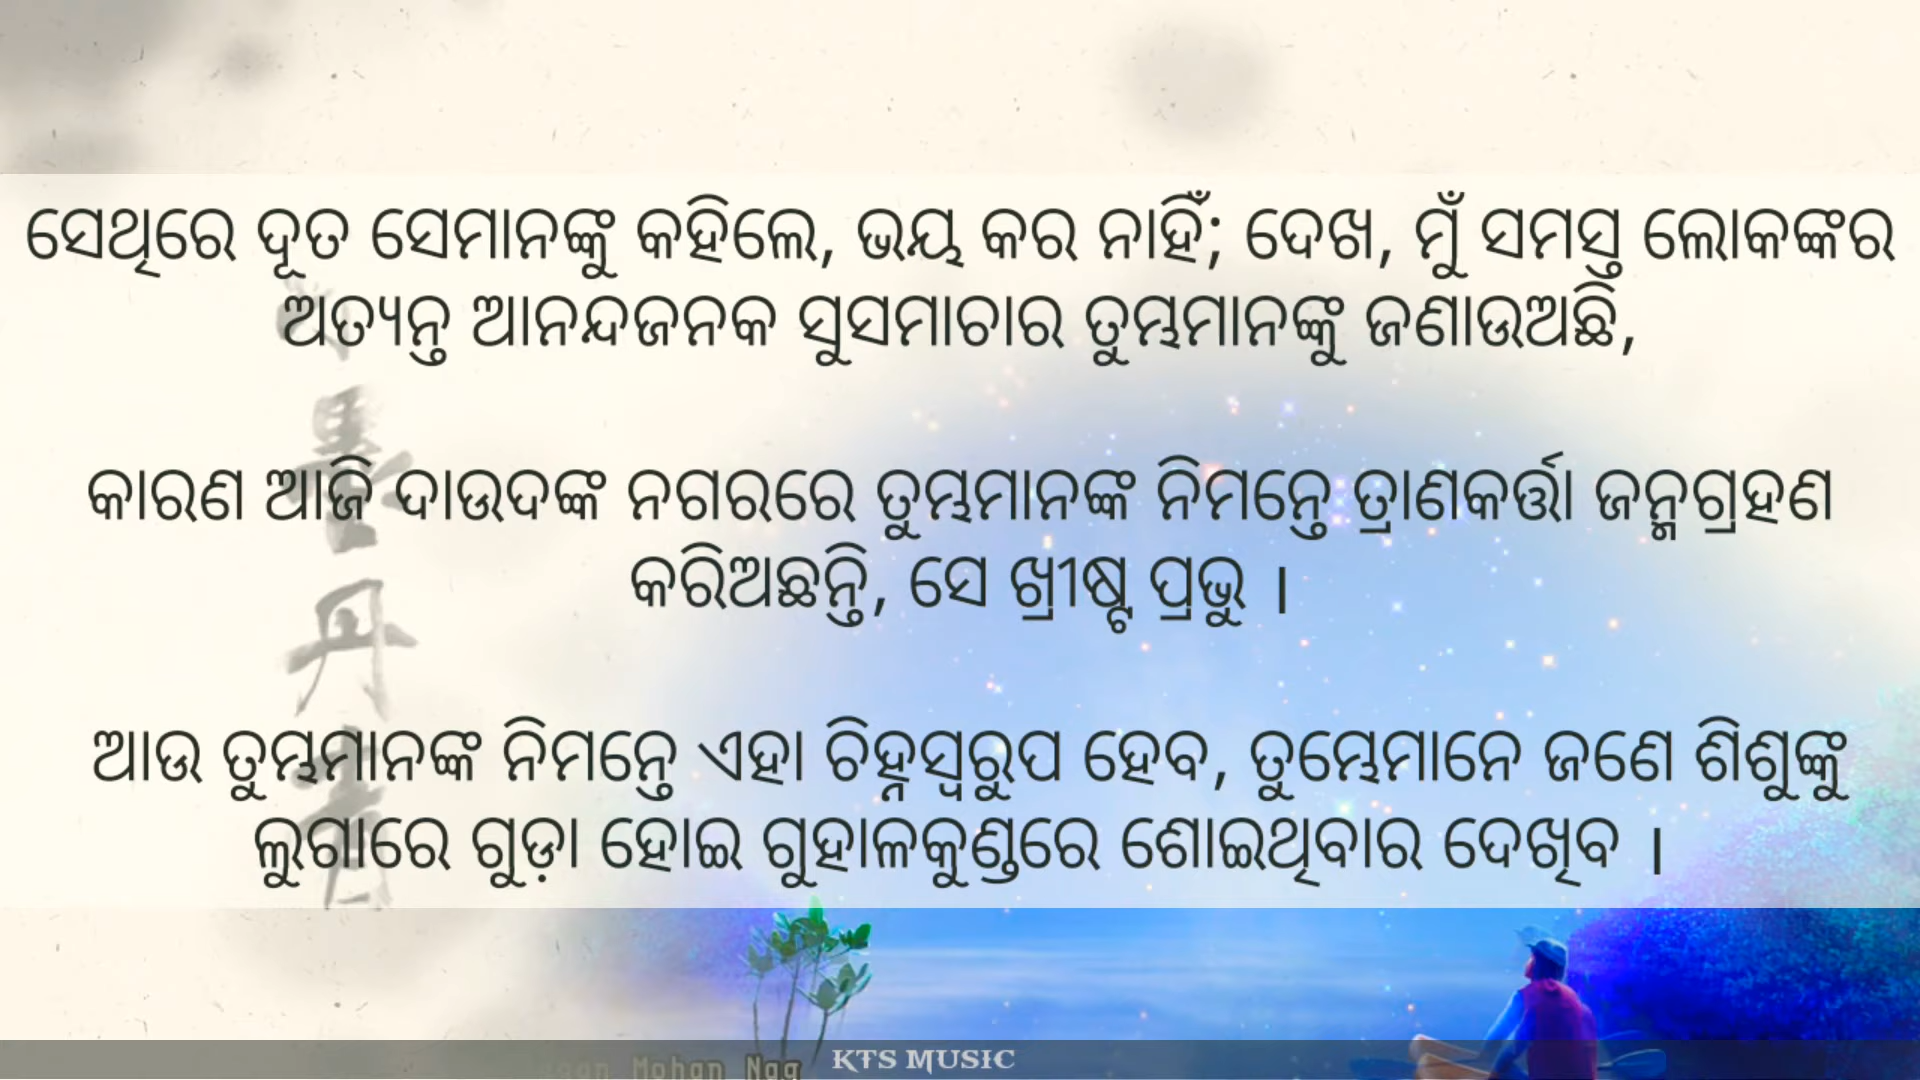 ସେଥିରେ ଦୂତ ସେମାନଙ୍କୁ କହିଲେ, ଭୟ କର ନାହିଁ; ଦେଖ, ମୁଁ ସମସ୍ତ ଲୋକଙ୍କର
ଅତ୍ୟନ୍ତ ଆନନ୍ଦଜନକ ସୁସମାଚାର ତୁମ୍ଭମାନଙ୍କୁ ଜଣାଉଅଛି,
କାରଣ ଆଜି ଦାଉଦଙ୍କ ନଗରରେ ତୁମ୍ଭମାନଙ୍କ ନିମନ୍ତେ ତ୍ରାଣକର୍ତ୍ତା ଜନ୍ମଗ୍ରହଣ
କରିଅଛନ୍ତି, ସେ ଖ୍ରୀଷ୍ଟ ପ୍ରଭୁ ।
ଆଉ ତୁମ୍ଭମାନଙ୍କ ନିମନ୍ତେ ଏହା ଚିହ୍ନସ୍ୱରୁପ ହେବ, ତୁମ୍ଭେମାନେ ଜଣେ ଶିଶୁଙ୍କୁ
ଲୁଗାରେ ଗୁଡ଼ା ହୋଇ ଗୁହାଳକୁଣ୍ଡରେ ଶୋଇଥିବାର ଦେଖିବ ।
Mohan Nag KTS MUSIC